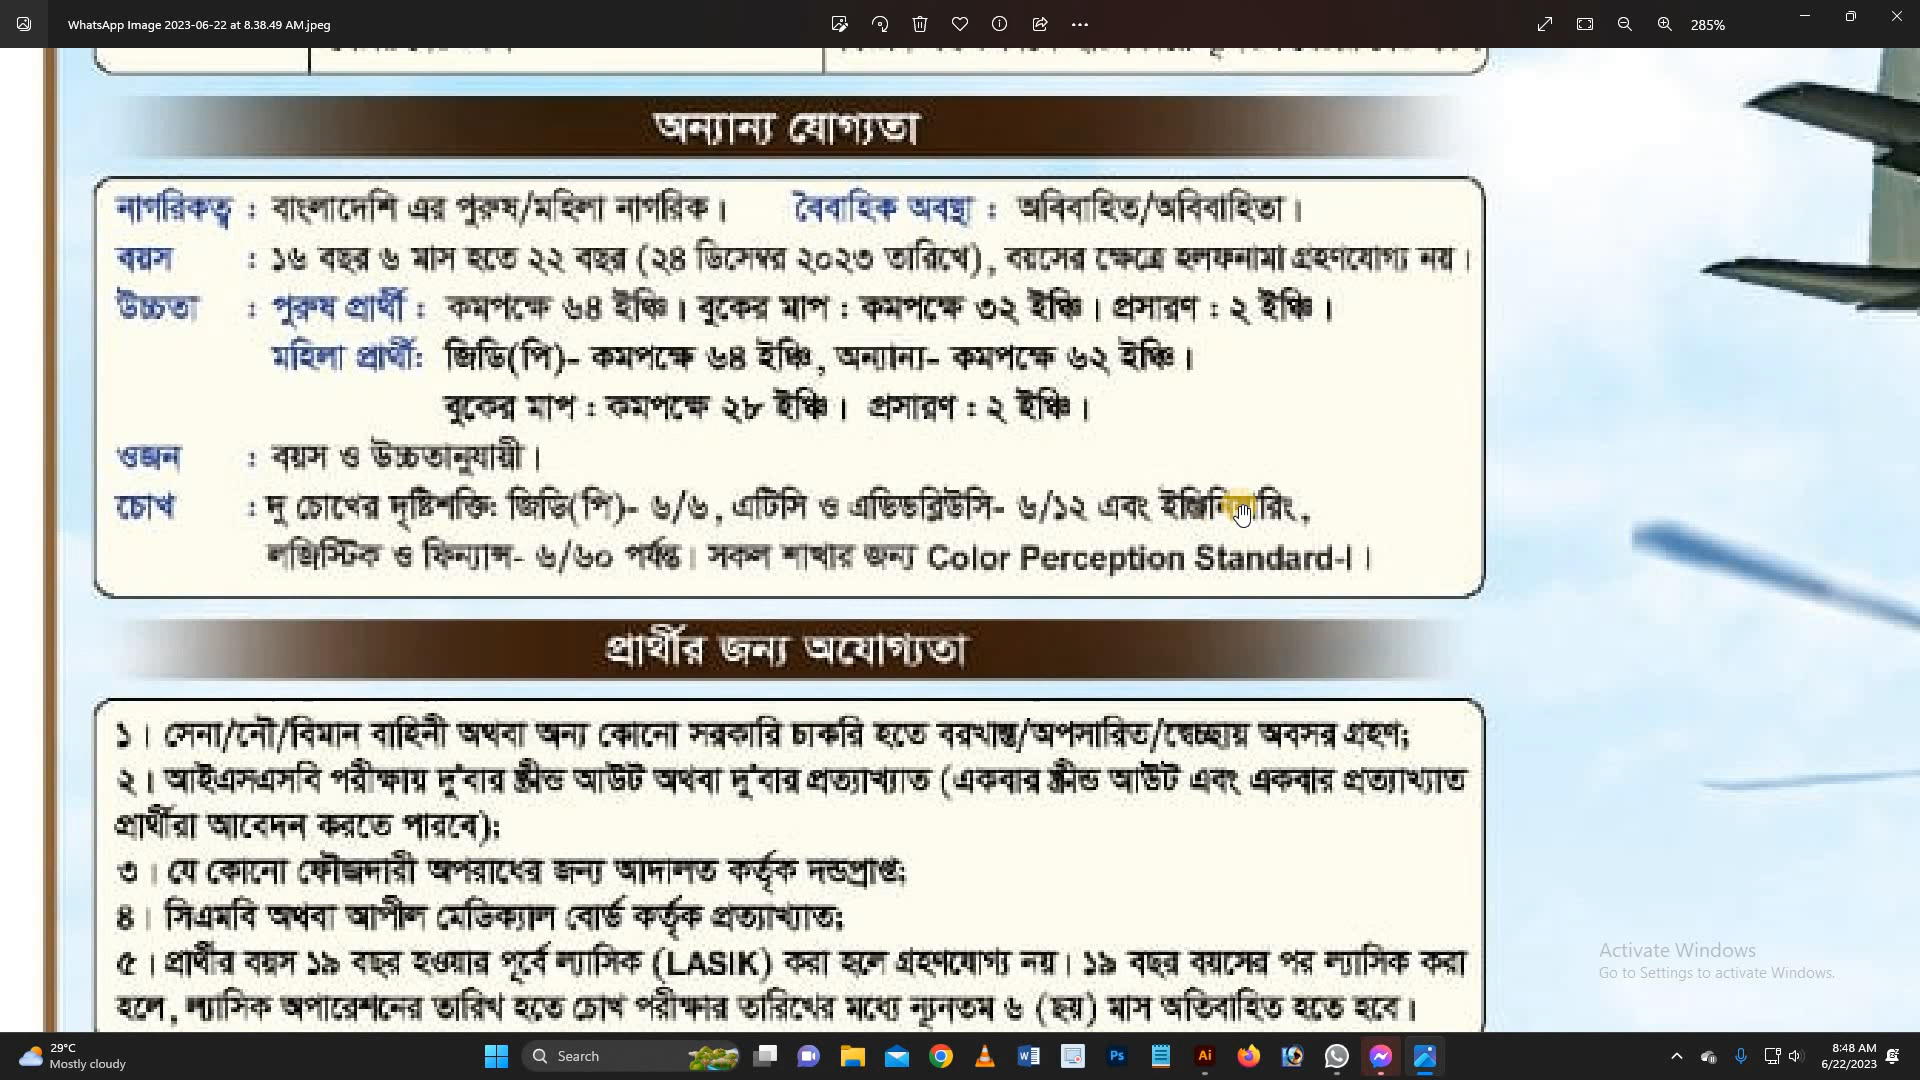 WhatsApp Image 2023-06-22 at 8.38.49 AM.jpeg
285%
অন্যান্য যোগ্যতা
নাগরিকত্ব : বাংলাদেশি এর পুরুষ/মহিলা নাগরিক। বৈবাহিক অবস্থা : অবিবাহিত/অবিবাহিতা।
বয়স : ১৬ বছর ৬ মাস হতে ২২ বছর (২৪ ডিসেম্বর ২০২৩ তারিখে), বয়সের ক্ষেত্রে হলফনামা গ্রহণযোগ্য নয়।
উচ্চতা : পুরুষ প্রার্থী : কমপক্ষে ৬৪ ইঞ্চি। বুকের মাপ : কমপক্ষে ৩২ ইঞ্চি। প্রসারণ : ২ ইঞ্চি।
মহিলা প্রার্থী: জিডি(পি)- কমপক্ষে ৬৪ ইঞ্চি, অন্যান্য- কমপক্ষে ৬২ ইঞ্চি।
বুকের মাপ : কমপক্ষে ২৮ ইঞ্চি। প্রসারণ : ২ ইঞ্চি।
ওজন : বয়স ও উচ্চতানুযায়ী।
চোখ : দু চোখের দৃষ্টিশক্তিঃ জিডি(পি)- ৬/৬, এটিসি ও এডিডব্লিউসি- ৬/১২ এবং ইঞ্জিনিয়ারিং,
লজিস্টিক ও ফিন্যান্স- ৬/৬০ পর্যন্ত। সকল শাখার জন্য Color Perception Standard-I।
প্রার্থীর জন্য অযোগ্যতা
১। সেনা/নৌ/বিমান বাহিনী অথবা অন্য কোনো সরকারি চাকরি হতে বরখাস্ত/অপসারিত/স্বেচ্ছায় অবসর গ্রহণ;
২। আইএসএসবি পরীক্ষায় দু'বার স্ক্রীন্ড আউট অথবা দু'বার প্রত্যাখ্যাত (একবার স্ক্রীন্ড আউট এবং একবার প্রত্যাখ্যাত
প্রার্থীরা আবেদন করতে পারবে);
৩। যে কোনো ফৌজদারী অপরাধের জন্য আদালত কর্তৃক দন্ডপ্রাপ্ত;
৪। সিএমবি অথবা আপীল মেডিক্যাল বোর্ড কর্তৃক প্রত্যাখ্যাত;
৫। প্রার্থীর বয়স ১৯ বছর হওয়ার পূর্বে ল্যাসিক (LASIK) করা হলে গ্রহণযোগ্য নয়। ১৯ বছর বয়সের পর ল্যাসিক করা
হলে, ল্যাসিক অপারেশনের তারিখ হতে চোখ পরীক্ষার তারিখের মধ্যে ন্যূনতম ৬ (ছয়) মাস অতিবাহিত হতে হবে।
Activate Windows
Go to Settings to activate Windows.
29°C
Mostly cloudy
Search
8:48 AM
6/22/2023